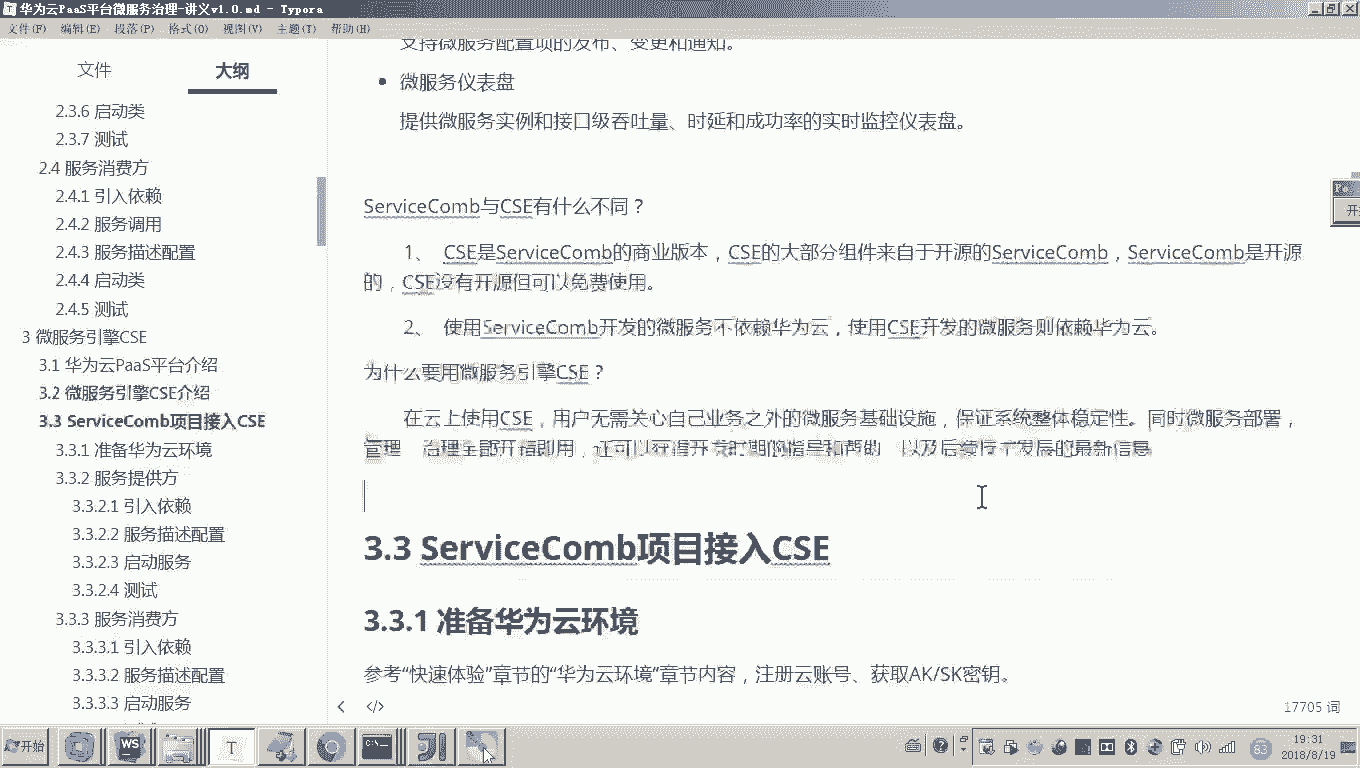 华为云PaaS平台微服务治理-讲义v1.0.md - Typora
文件(F) 编辑(E) 段落(P) 格式(O) 视图(V) 主题(T) 帮助(H)
文件 大纲
2.3.6 启动类
2.3.7 测试
2.4 服务消费方
2.4.1 引入依赖
2.4.2 服务调用
2.4.3 服务描述配置
2.4.4 启动类
2.4.5 测试
3 微服务引擎CSE
3.1 华为云PaaS平台介绍
3.2 微服务引擎CSE介绍
3.3 ServiceComb项目接入CSE
3.3.1 准备华为云环境
3.3.2 服务提供方
3.3.2.1 引入依赖
3.3.2.2 服务描述配置
3.3.2.3 启动服务
3.3.2.4 测试
3.3.3 服务消费方
3.3.3.1 引入依赖
3.3.3.2 服务描述配置
3.3.3.3 启动服务
支持微服务配置项的发布、变更和通知。
• 微服务仪表盘
提供微服务实例和接口级吞吐量、时延和成功率的实时监控仪表盘。
ServiceComb与CSE有什么不同？
1、 CSE是ServiceComb的商业版本，CSE的大部分组件来自于开源的ServiceComb，ServiceComb是开源
的，CSE没有开源但可以免费使用。
2、 使用ServiceComb开发的微服务不依赖华为云，使用CSE开发的微服务则依赖华为云。
为什么要用微服务引擎CSE？
在云上使用CSE，用户无需关心自己业务之外的微服务基础设施，保证系统整体稳定性。同时微服务部署，
管理 治理全部开箱即用，还可以获得开发时期的指导和帮助 以及后续技术发展的最新信息
3.3 ServiceComb项目接入CSE
3.3.1 准备华为云环境
参考“快速体验”章节的“华为云环境”章节内容，注册云账号、获取AK/SK密钥。
17705 词
开始
WS
T
83
19:31
2018/8/19